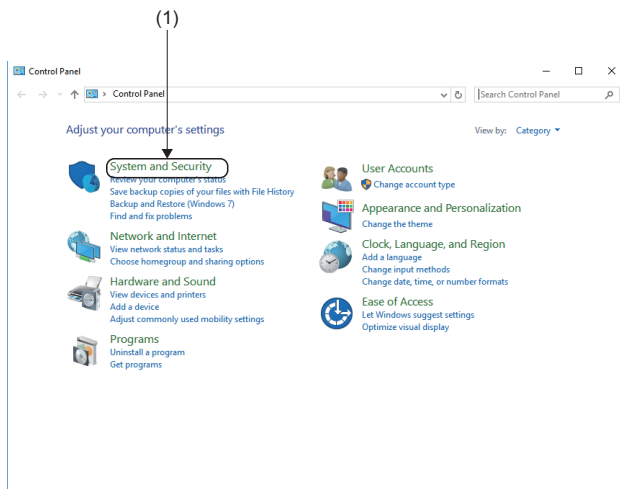 (1)
Control Panel
Control Panel
Search Control Panel
Adjust your computer's settings
View by: Category
System and Security
Review your computer's status
Save backup copies of your files with File History
Backup and Restore (Windows 7)
Find and fix problems
Network and Internet
View network status and tasks
Choose homegroup and sharing options
Hardware and Sound
View devices and printers
Add a device
Adjust commonly used mobility settings
Programs
Uninstall a program
Get programs
User Accounts
Change account type
Appearance and Personalization
Change the theme
Clock, Language, and Region
Add a language
Change input methods
Change date, time, or number formats
Ease of Access
Let Windows suggest settings
Optimize visual display